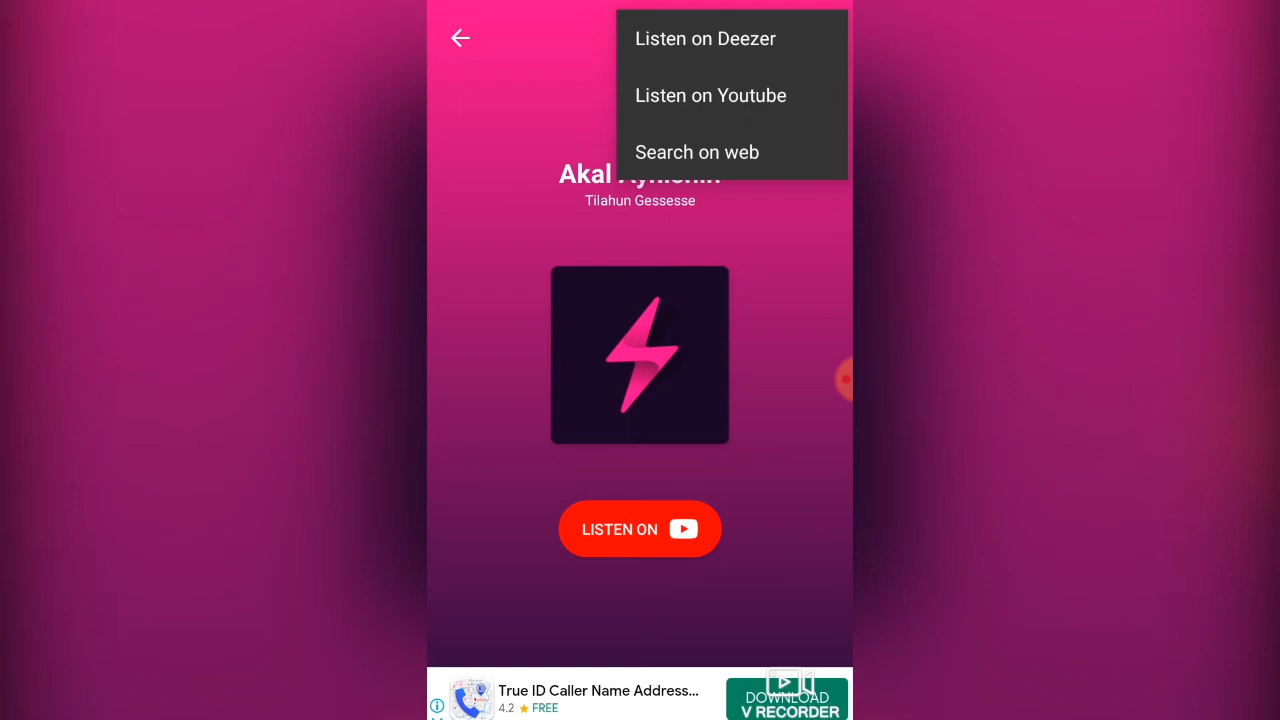 Listen on Deezer
Listen on Youtube
Search on web
Akal
Tilahun Gessesse
LISTEN ON
True ID Caller Name Address...
4.2 ★ FREE
DOWNLOAD
V RECORDER